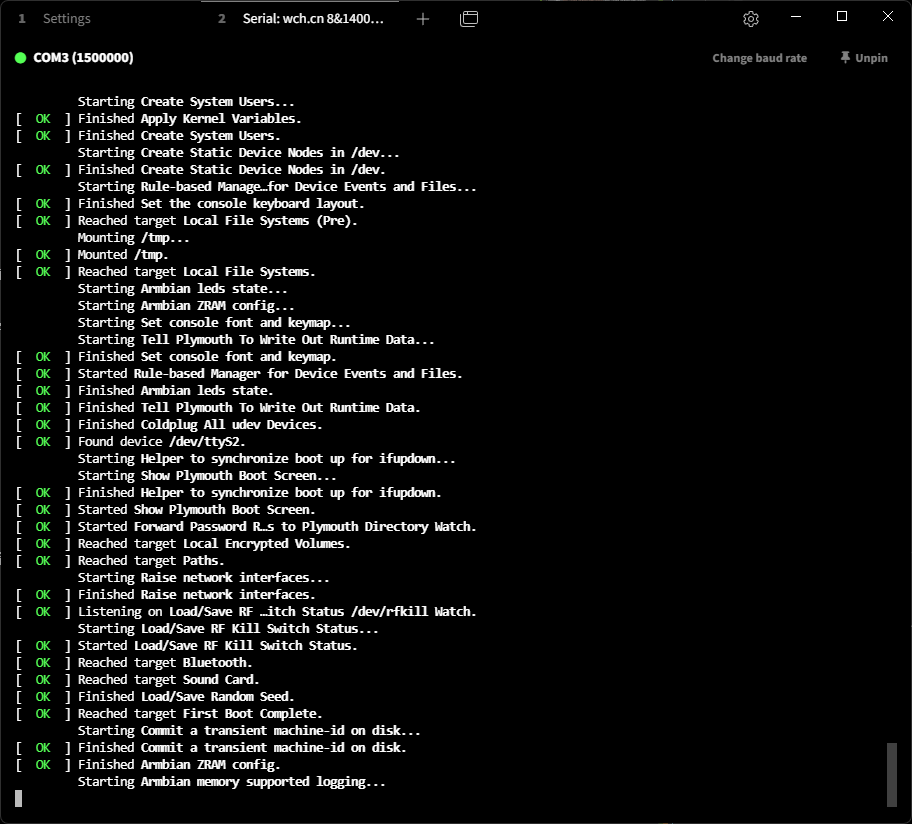 1 Settings 2 Serial: wch.cn 8&1400...
COM3 (1500000) Change baud rate Unpin
Starting Create System Users...
[ OK ] Finished Apply Kernel Variables.
[ OK ] Finished Create System Users.
Starting Create Static Device Nodes in /dev...
[ OK ] Finished Create Static Device Nodes in /dev.
Starting Rule-based Manage…for Device Events and Files...
[ OK ] Finished Set the console keyboard layout.
[ OK ] Reached target Local File Systems (Pre).
Mounting /tmp...
[ OK ] Mounted /tmp.
[ OK ] Reached target Local File Systems.
Starting Armbian leds state...
Starting Armbian ZRAM config...
Starting Set console font and keymap...
Starting Tell Plymouth To Write Out Runtime Data...
[ OK ] Finished Set console font and keymap.
[ OK ] Started Rule-based Manager for Device Events and Files.
[ OK ] Finished Armbian leds state.
[ OK ] Finished Tell Plymouth To Write Out Runtime Data.
[ OK ] Finished Coldplug All udev Devices.
[ OK ] Found device /dev/ttyS2.
Starting Helper to synchronize boot up for ifupdown...
Starting Show Plymouth Boot Screen...
[ OK ] Finished Helper to synchronize boot up for ifupdown.
[ OK ] Started Show Plymouth Boot Screen.
[ OK ] Started Forward Password R…s to Plymouth Directory Watch.
[ OK ] Reached target Local Encrypted Volumes.
[ OK ] Reached target Paths.
Starting Raise network interfaces...
[ OK ] Finished Raise network interfaces.
[ OK ] Listening on Load/Save RF …itch Status /dev/rfkill Watch.
Starting Load/Save RF Kill Switch Status...
[ OK ] Started Load/Save RF Kill Switch Status.
[ OK ] Reached target Bluetooth.
[ OK ] Reached target Sound Card.
[ OK ] Finished Load/Save Random Seed.
[ OK ] Reached target First Boot Complete.
Starting Commit a transient machine-id on disk...
[ OK ] Finished Commit a transient machine-id on disk.
[ OK ] Finished Armbian ZRAM config.
Starting Armbian memory supported logging...